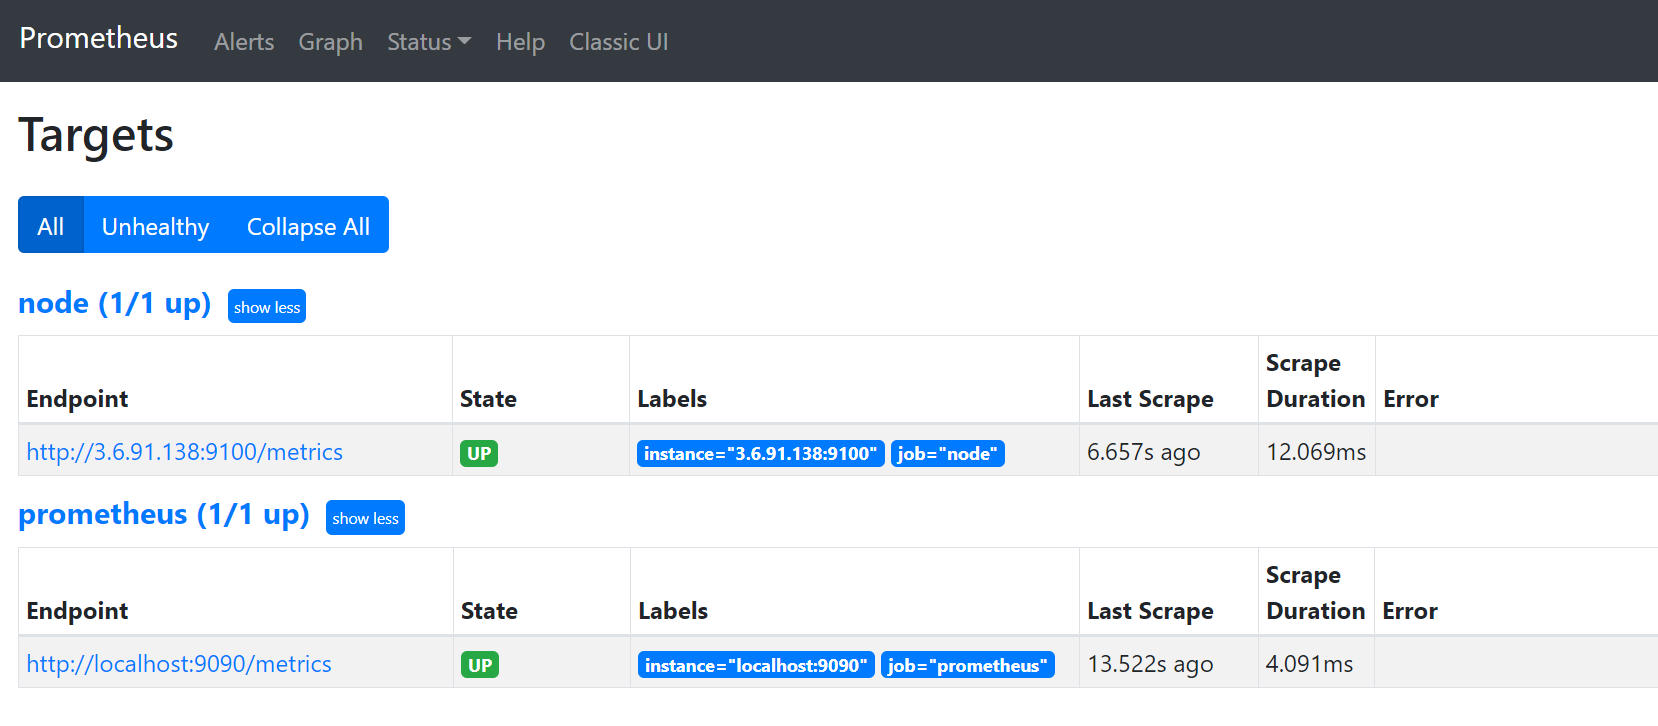 Prometheus Alerts Graph Status Help Classic UI
Targets
All Unhealthy Collapse All
node (1/1 up) show less
Endpoint State Labels Last Scrape Scrape Duration Error
http://3.6.91.138:9100/metrics UP instance="3.6.91.138:9100" job="node" 6.657s ago 12.069ms
prometheus (1/1 up) show less
Endpoint State Labels Last Scrape Scrape Duration Error
http://localhost:9090/metrics UP instance="localhost:9090" job="prometheus" 13.522s ago 4.091ms